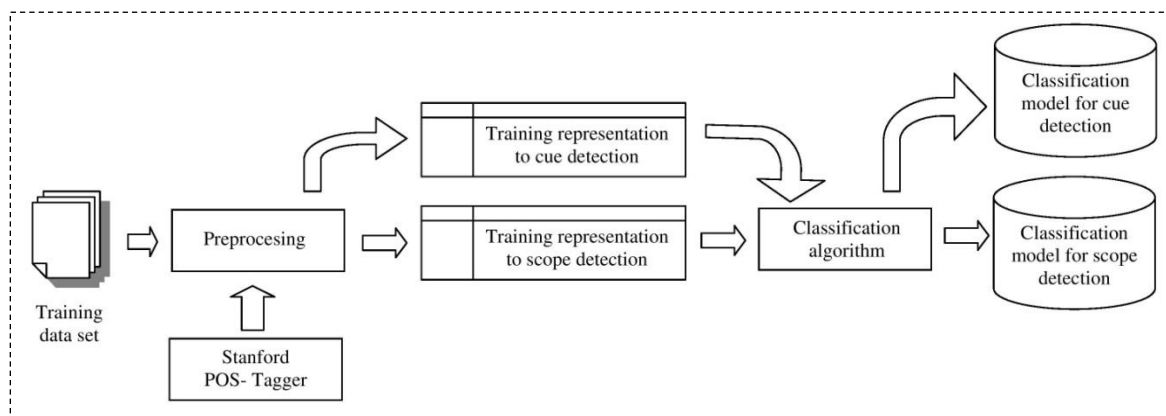 Training
data set
Preprocesing
Stanford
POS- Tagger
Training representation
to cue detection
Training representation
to scope detection
Classification
algorithm
Classification
model for cue
detection
Classification
model for scope
detection